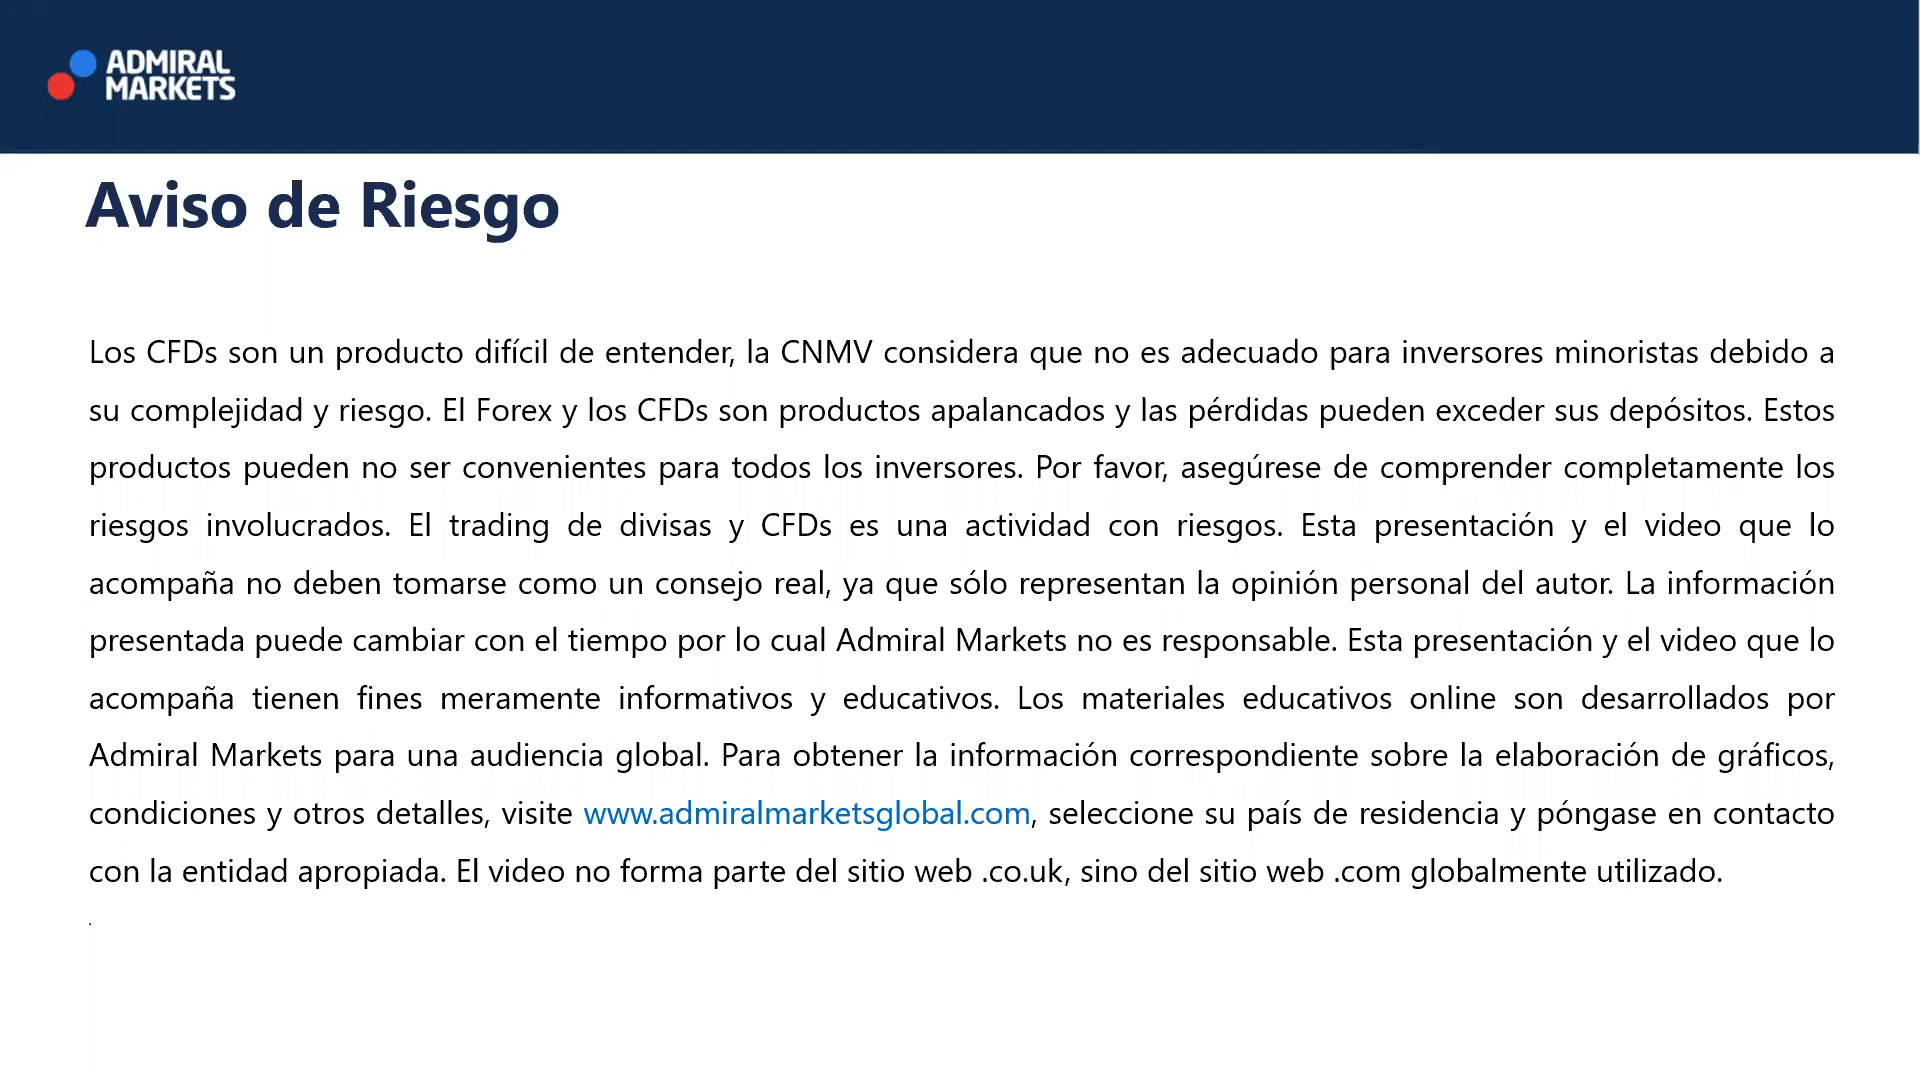 ADMIRAL
MARKETS
Aviso de Riesgo
Los CFDs son un producto difícil de entender, la CNMV considera que no es adecuado para inversores minoristas debido a
su complejidad y riesgo. El Forex y los CFDs son productos apalancados y las pérdidas pueden exceder sus depósitos. Estos
productos pueden no ser convenientes para todos los inversores. Por favor, asegúrese de comprender completamente los
riesgos involucrados. El trading de divisas y CFDs es una actividad con riesgos. Esta presentación y el video que lo
acompaña no deben tomarse como un consejo real, ya que sólo representan la opinión personal del autor. La información
presentada puede cambiar con el tiempo por lo cual Admiral Markets no es responsable. Esta presentación y el video que lo
acompaña tienen fines meramente informativos y educativos. Los materiales educativos online son desarrollados por
Admiral Markets para una audiencia global. Para obtener la información correspondiente sobre la elaboración de gráficos,
condiciones y otros detalles, visite www.admiralmarketsglobal.com, seleccione su país de residencia y póngase en contacto
con la entidad apropiada. El video no forma parte del sitio web .co.uk, sino del sitio web .com globalmente utilizado.
.